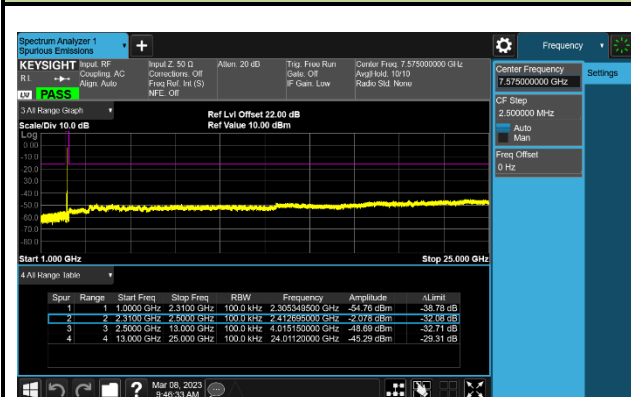 Spectrum Analyzer 1
Spurious Emissions
Frequency
KEYSIGHT Input: RF Input Z: 50 Ω Atten: 20 dB Trig: Free Run Center Freq: 7.575000000 GHz
RL Coupling: AC Corrections: Off Gate: Off Avg|Hold: 10/10
Align: Auto Freq Ref: Int (S) IF Gain: Low Radio Std: None
LW PASS NFE: Off
Center Frequency Settings
7.575000000 GHz
CF Step
2.500000 MHz
Auto
Man
Freq Offset
0 Hz
3 All Range Graph
Ref Lvl Offset 22.00 dB
Scale/Div 10.0 dB Ref Value 10.00 dBm
Log
0.00
-10.0
-20.0
-30.0
-40.0
-50.0
-60.0
-70.0
-80.0
Start 1.000 GHz Stop 25.000 GHz
4 All Range Table
Spur Range Start Freq Stop Freq RBW Frequency Amplitude ΔLimit
1 1 1.0000 GHz 2.3100 GHz 100.0 kHz 2.305349500 GHz -54.76 dBm -38.78 dB
2 2 2.3100 GHz 2.5000 GHz 100.0 kHz 2.412695000 GHz -2.078 dBm -32.08 dB
3 3 2.5000 GHz 13.000 GHz 100.0 kHz 4.015150000 GHz -48.69 dBm -32.71 dB
4 4 13.000 GHz 25.000 GHz 100.0 kHz 24.01120000 GHz -45.29 dBm -29.31 dB
Mar 08, 2023
9:46:33 AM